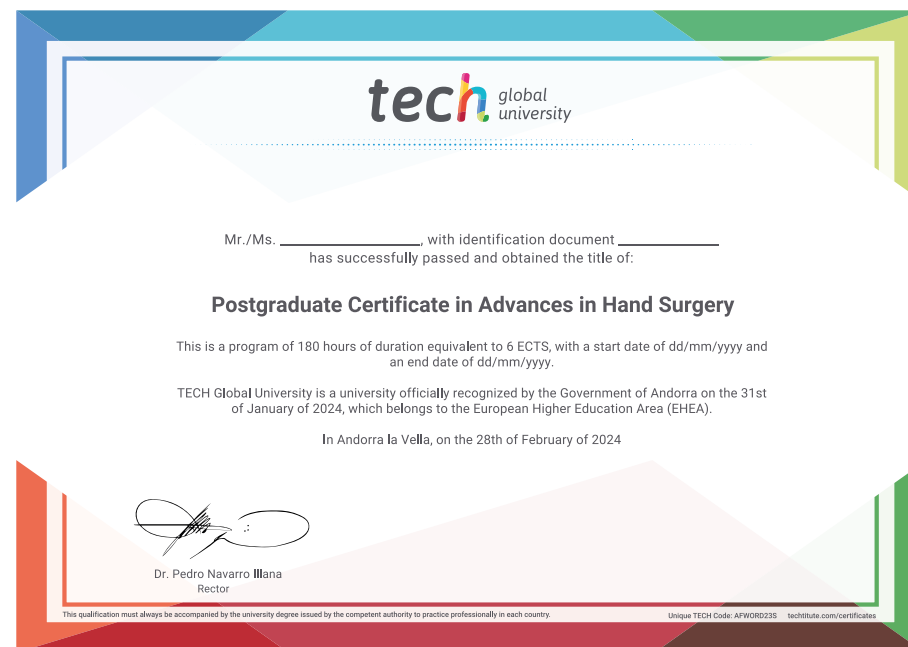 tech global
university
Mr./Ms. ____________, with identification document ____________
has successfully passed and obtained the title of:
Postgraduate Certificate in Advances in Hand Surgery
This is a program of 180 hours of duration equivalent to 6 ECTS, with a start date of dd/mm/yyyy and
an end date of dd/mm/yyyy.
TECH Global University is a university officially recognized by the Government of Andorra on the 31st
of January of 2024, which belongs to the European Higher Education Area (EHEA).
In Andorra la Vella, on the 28th of February of 2024
Dr. Pedro Navarro Illana
Rector
This qualification must always be accompanied by the university degree issued by the competent authority to practice professionally in each country.
Unique TECH Code: AFWORD23S techtitute.com/certificates